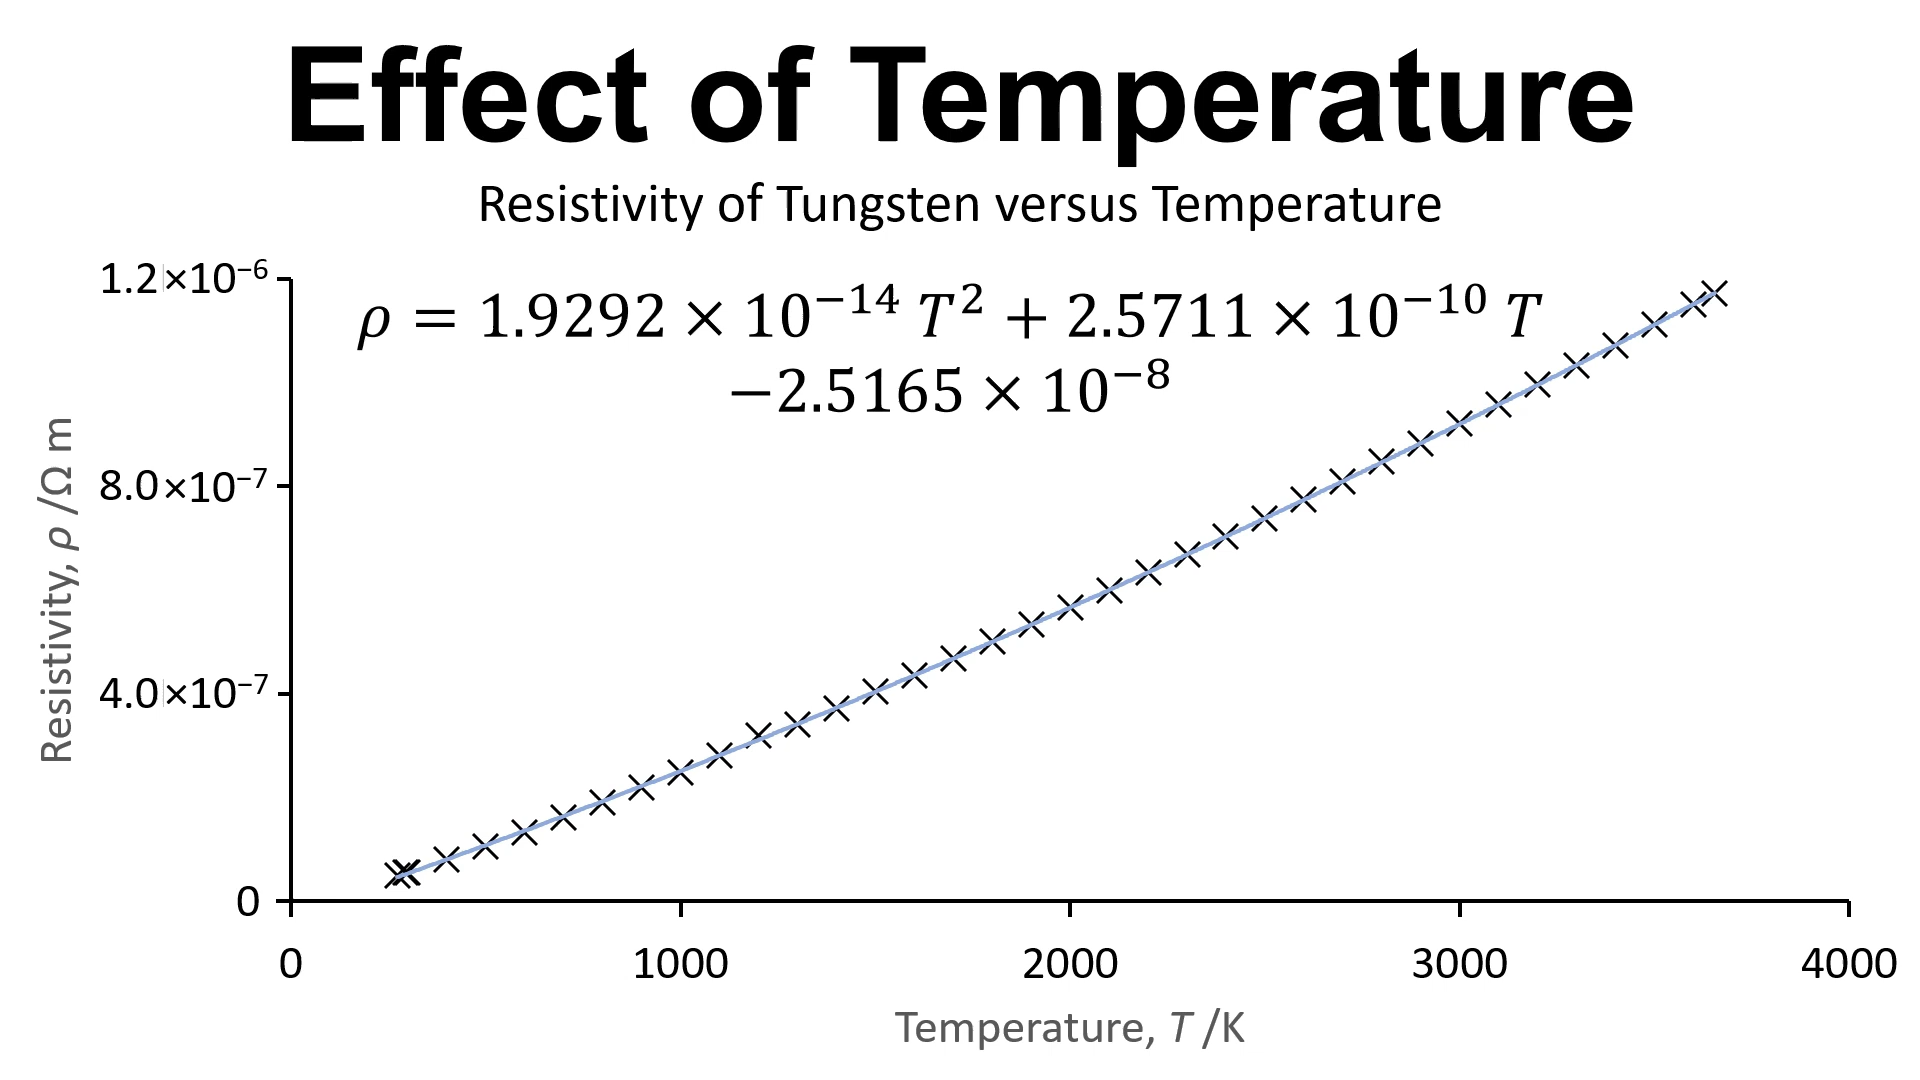 Effect of Temperature
Resistivity of Tungsten versus Temperature
1.2×10⁻⁶
ρ = 1.9292 × 10⁻¹⁴ T² + 2.5711 × 10⁻¹⁰ T
−2.5165 × 10⁻⁸
8.0×10⁻⁷
4.0×10⁻⁷
0
Resistivity, ρ /Ω m
0 1000 2000 3000 4000
Temperature, T /K